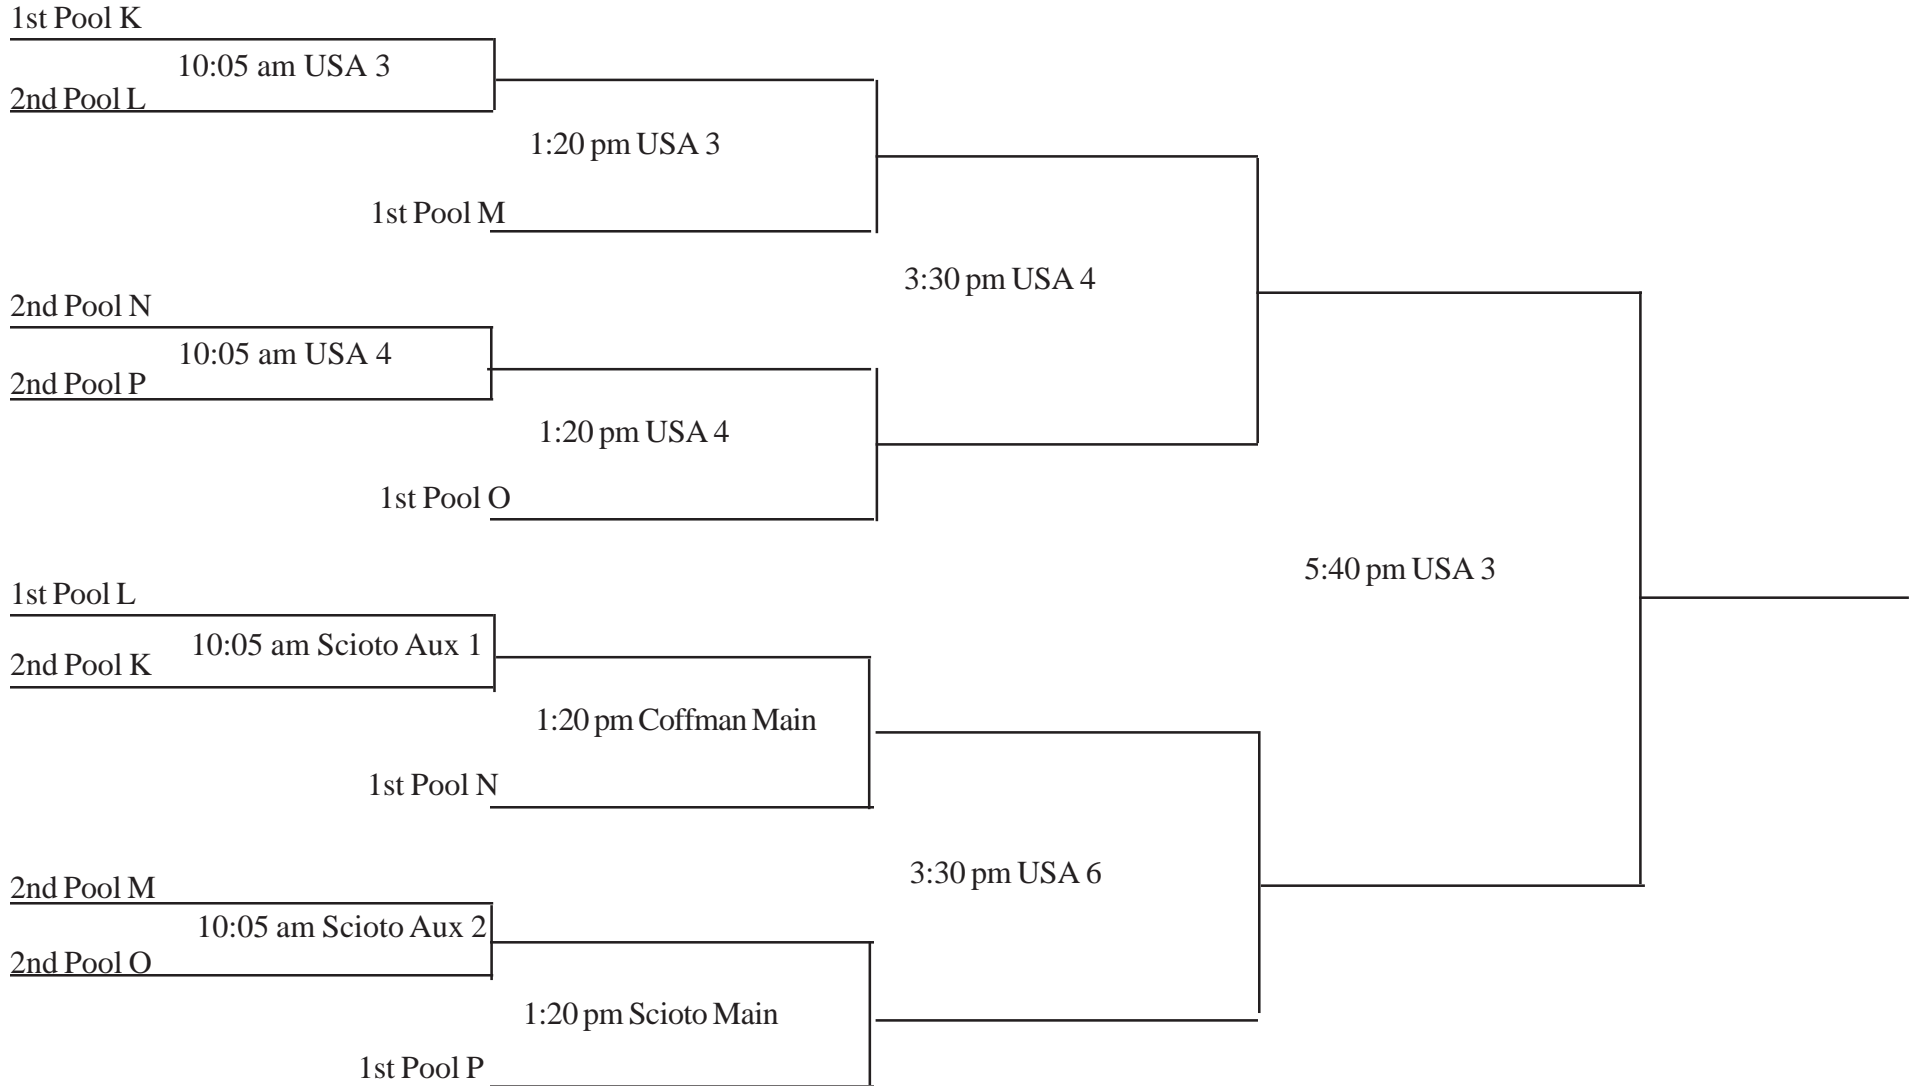 1st Pool K
10:05 am USA 3
2nd Pool L
1:20 pm USA 3
1st Pool M
3:30 pm USA 4
2nd Pool N
10:05 am USA 4
2nd Pool P
1:20 pm USA 4
1st Pool O
5:40 pm USA 3
1st Pool L
10:05 am Scioto Aux 1
2nd Pool K
1:20 pm Coffman Main
1st Pool N
3:30 pm USA 6
2nd Pool M
10:05 am Scioto Aux 2
2nd Pool O
1:20 pm Scioto Main
1st Pool P